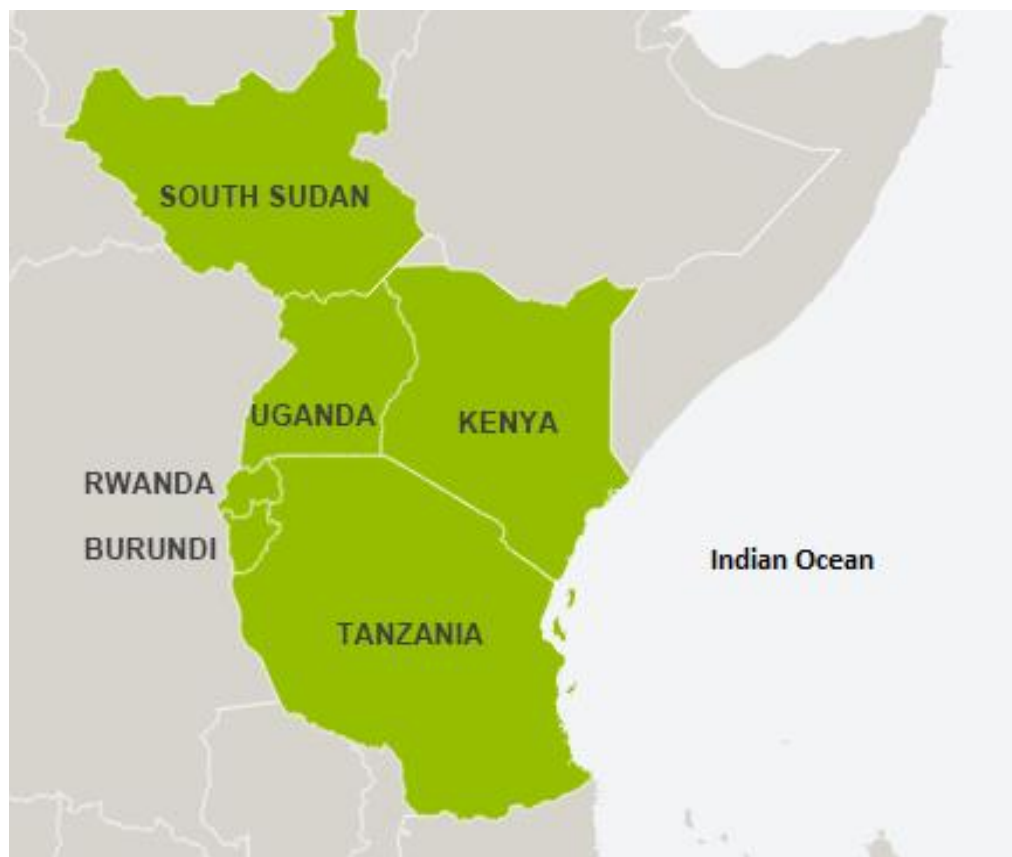 SOUTH SUDAN
UGANDA
KENYA
RWANDA
BURUNDI
Indian Ocean
TANZANIA